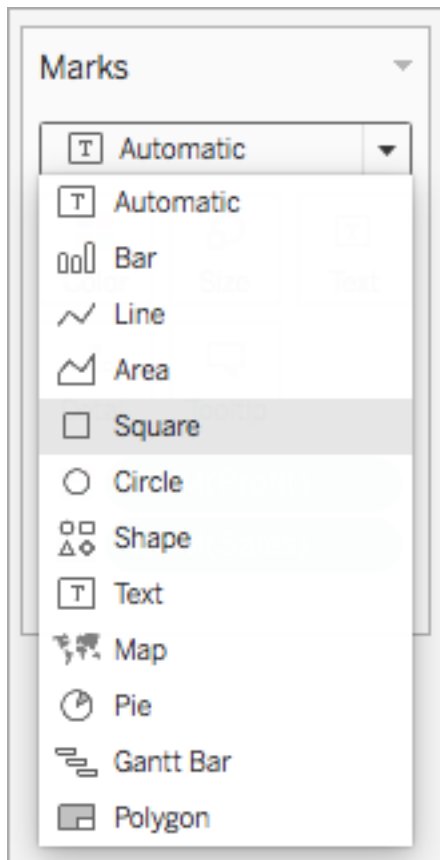 Marks
Automatic
Automatic
Bar
Line
Area
Square
Circle
Shape
Text
Map
Pie
Gantt Bar
Polygon